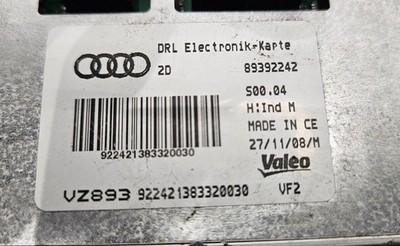 DRL Electronik-Karte
2D 89392242
S00.04
H:Ind M
MADE IN CE
27/11/08/M
922421383320030
Valeo
VZ893 922421383320030 VF2